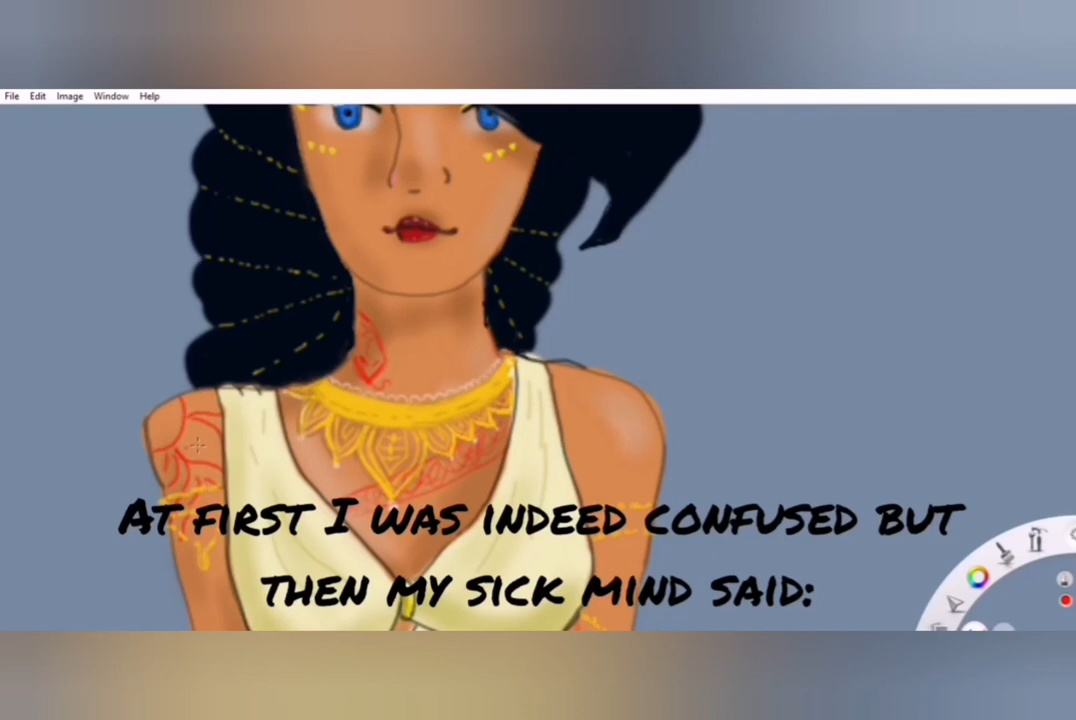 File Edit Image Window Help
AT FIRST I WAS INDEED CONFUSED BUT
THEN MY SICK MIND SAID: